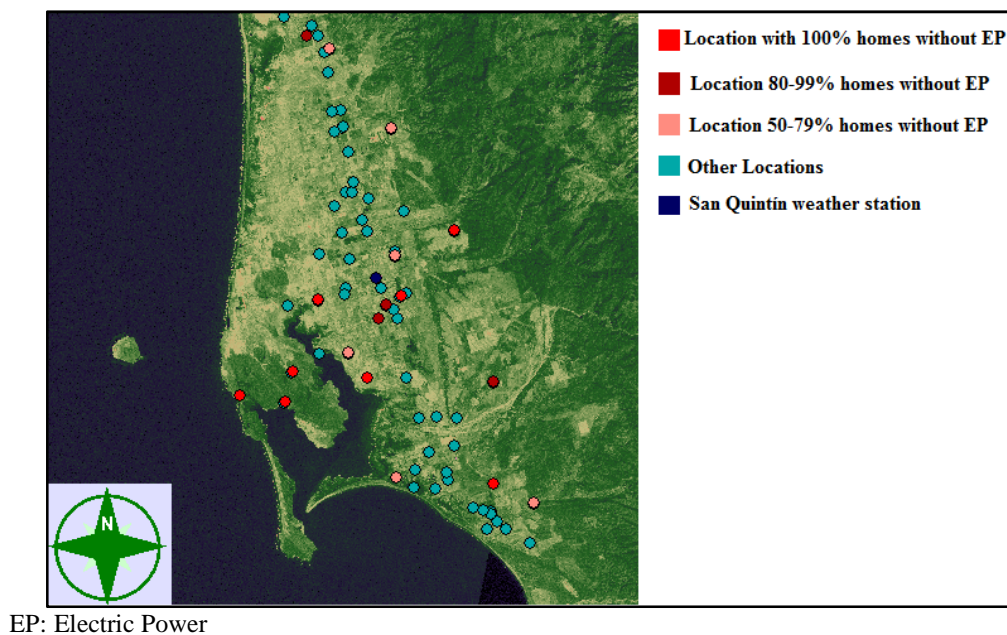 Location with 100% homes without EP
Location 80-99% homes without EP
Location 50-79% homes without EP
Other Locations
San Quintín weather station
N
EP: Electric Power